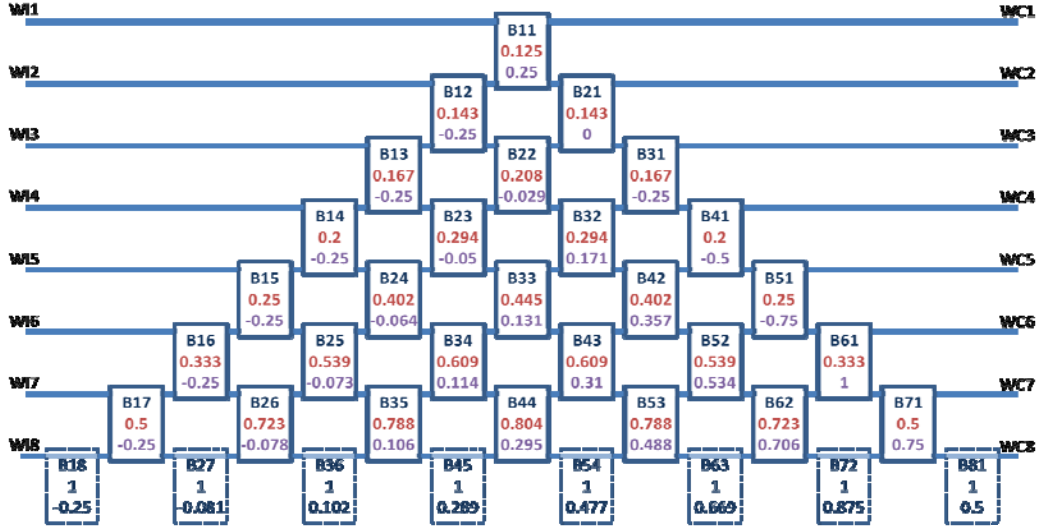 WI1 WC1
B11
0.125
0.25
WI2 WC2
B12 B21
0.143 0.143
-0.25 0
WI3 WC3
B13 B22 B31
0.167 0.208 0.167
-0.25 -0.029 -0.25
WI4 WC4
B14 B23 B32 B41
0.2 0.294 0.294 0.2
-0.25 -0.05 0.171 -0.5
WI5 WC5
B15 B24 B33 B42 B51
0.25 0.402 0.445 0.402 0.25
-0.25 -0.064 0.131 0.357 -0.75
WI6 WC6
B16 B25 B34 B43 B52 B61
0.333 0.539 0.609 0.609 0.539 0.333
-0.25 -0.073 0.114 0.31 0.534 1
WI7 WC7
B17 B26 B35 B44 B53 B62 B71
0.5 0.723 0.788 0.804 0.788 0.723 0.5
-0.25 -0.078 0.106 0.295 0.488 0.706 0.75
WI8 WC8
B18 B27 B36 B45 B54 B63 B72 B81
1 1 1 1 1 1 1 1
-0.25 -0.081 0.102 0.289 0.477 0.669 0.875 0.5